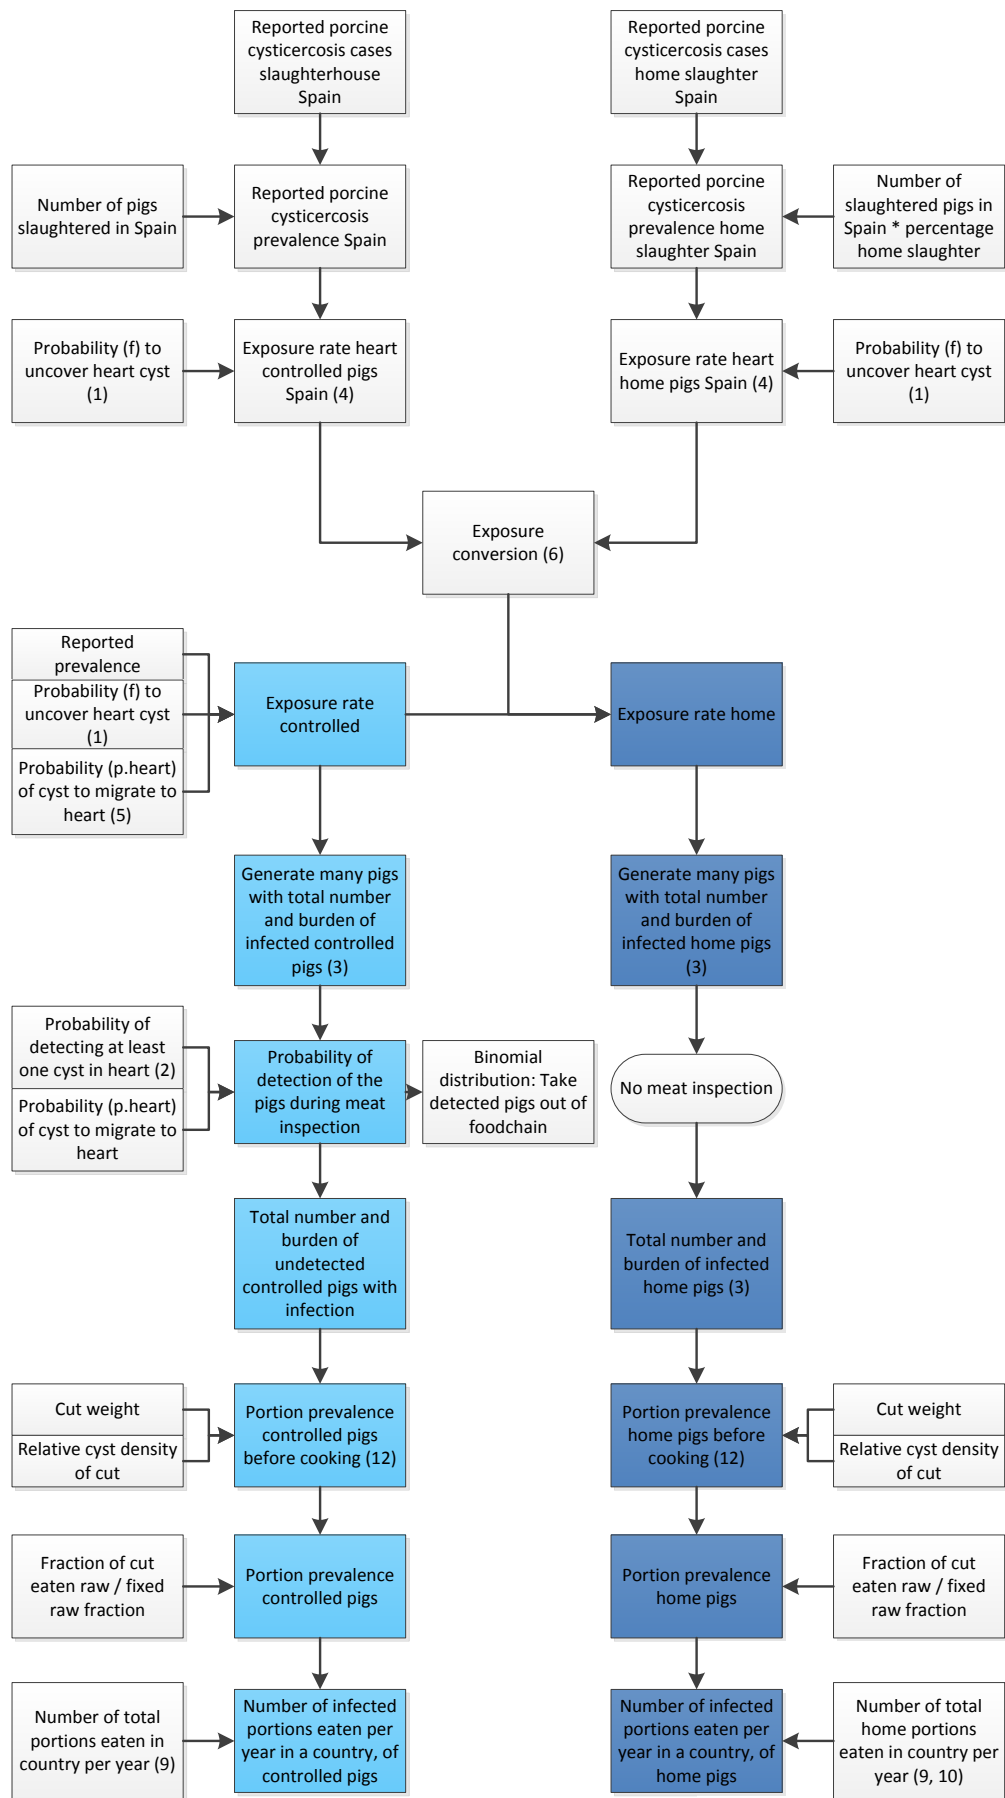 Reported porcine
cysticercosis cases
slaughterhouse
Spain
Reported porcine
cysticercosis cases
home slaughter
Spain
Number of pigs
slaughtered in Spain
Reported porcine
cysticercosis
prevalence Spain
Reported porcine
cysticercosis
prevalence home
slaughter Spain
Number of
slaughtered pigs in
Spain * percentage
home slaughter
Probability (f) to
uncover heart cyst
(1)
Exposure rate heart
controlled pigs
Spain (4)
Exposure rate heart
home pigs Spain (4)
Probability (f) to
uncover heart cyst
(1)
Exposure
conversion (6)
Reported
prevalence
Probability (f) to
uncover heart cyst
(1)
Probability (p.heart)
of cyst to migrate to
heart (5)
Exposure rate
controlled
Exposure rate home
Generate many pigs
with total number
and burden of
infected controlled
pigs (3)
Generate many pigs
with total number
and burden of
infected home pigs
(3)
Probability of
detecting at least
one cyst in heart (2)
Probability (p.heart)
of cyst to migrate to
heart
Probability of
detection of the
pigs during meat
inspection
Binomial
distribution: Take
detected pigs out of
foodchain
No meat inspection
Total number and
burden of
undetected
controlled pigs with
infection
Total number and
burden of infected
home pigs (3)
Cut weight
Relative cyst density
of cut
Portion prevalence
controlled pigs
before cooking (12)
Portion prevalence
home pigs before
cooking (12)
Cut weight
Relative cyst density
of cut
Fraction of cut
eaten raw / fixed
raw fraction
Portion prevalence
controlled pigs
Portion prevalence
home pigs
Fraction of cut
eaten raw / fixed
raw fraction
Number of total
portions eaten in
country per year (9)
Number of infected
portions eaten per
year in a country, of
controlled pigs
Number of infected
portions eaten per
year in a country, of
home pigs
Number of total
home portions
eaten in country per
year (9, 10)